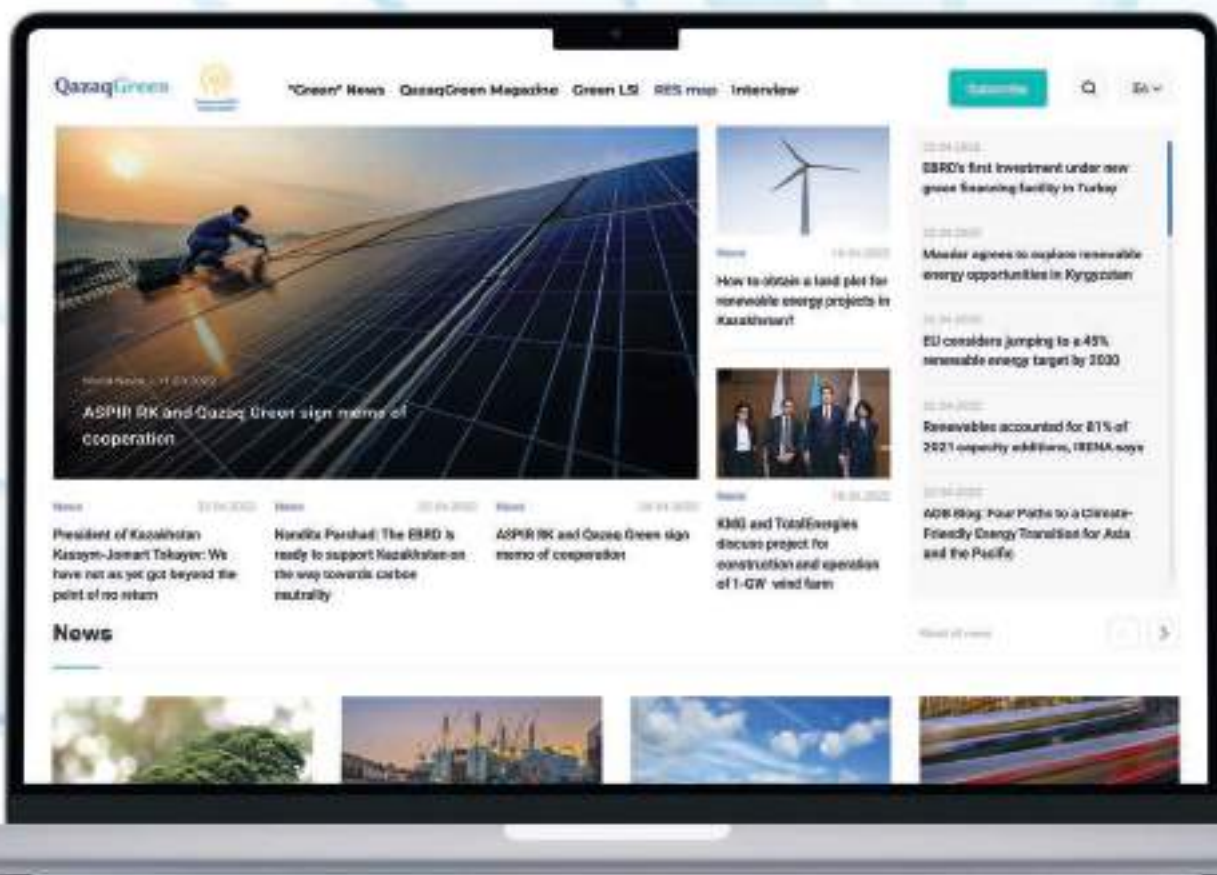 QazaqGreen
"Green" News QazaqGreen Magazine Green LSI RES map Interview
Subscribe
En
World News
ASPIR RK and Qazaq Green sign memo of
cooperation
News
President of Kazakhstan
Kassym-Jomart Tokayev: We
have not as yet got beyond the
point of no return
News
Nandita Parshad: The EBRD is
ready to support Kazakhstan on
the way towards carbon
neutrality
News
ASPIR RK and Qazaq Green sign
memo of cooperation
News
How to obtain a land plot for
renewable energy projects in
Kazakhstan?
News
KMG and TotalEnergies
discuss project for
construction and operation
of 1-GW wind farm
EBRD's first investment under new
green financing facility in Turkey
Masdar agrees to explore renewable
energy opportunities in Kyrgyzstan
EU considers jumping to a 45%
renewable energy target by 2030
Renewables accounted for 81% of
2021 capacity additions, IRENA says
ADB Blog: Four Paths to a Climate-
Friendly Energy Transition for Asia
and the Pacific
News
Read all news